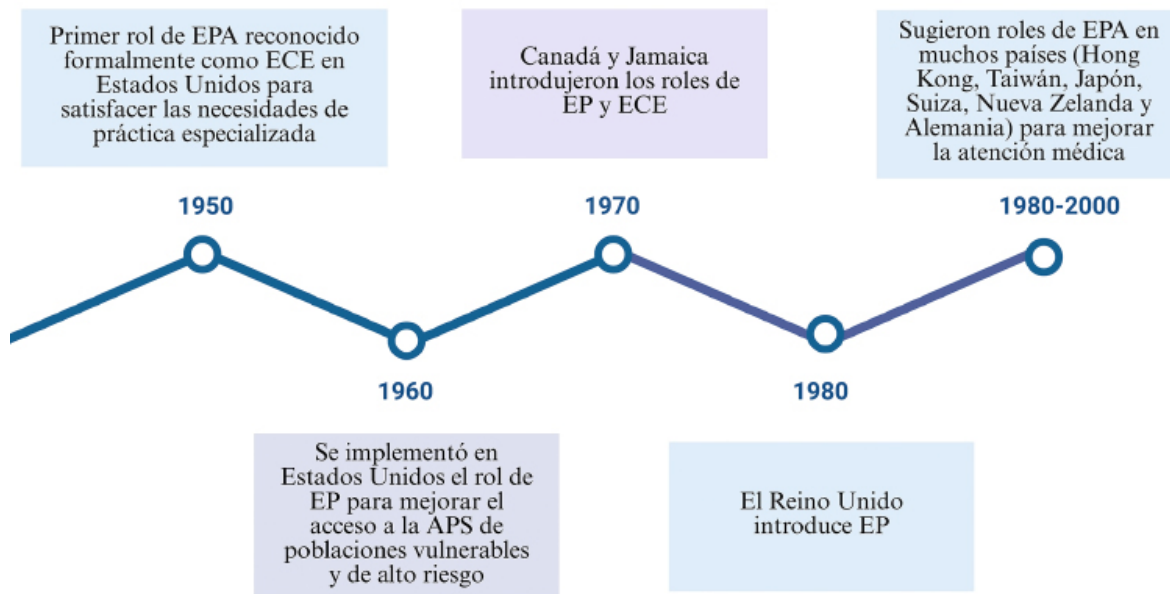 Primer rol de EPA reconocido
formalmente como ECE en
Estados Unidos para
satisfacer las necesidades de
práctica especializada
1950
Se implementó en
Estados Unidos el rol de
EP para mejorar el
acceso a la APS de
poblaciones vulnerables
y de alto riesgo
1960
Canadá y Jamaica
introdujeron los roles de
EP y ECE
1970
El Reino Unido
introduce EP
1980
Sugieron roles de EPA en
muchos países (Hong
Kong, Taiwán, Japón,
Suiza, Nueva Zelanda y
Alemania) para mejorar
la atención médica
1980-2000